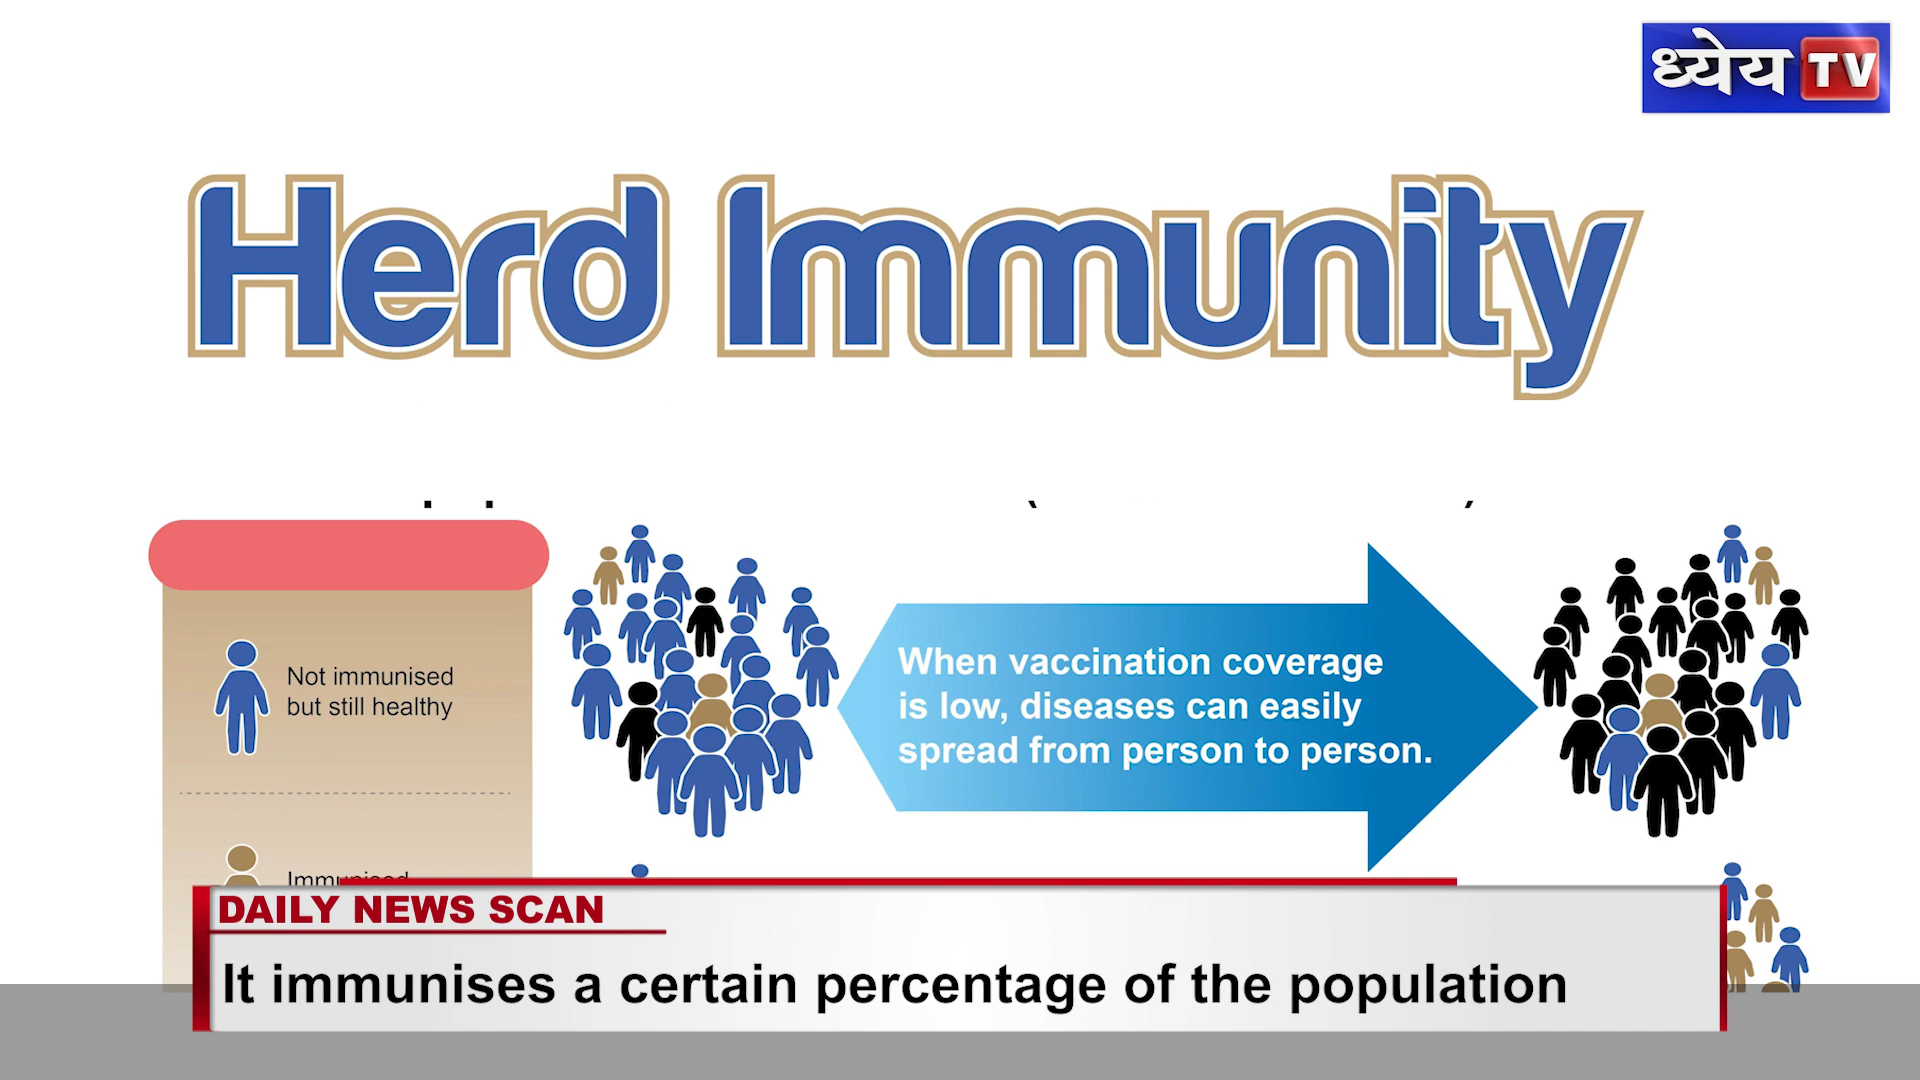 ध्येय TV
Herd Immunity
Not immunised
but still healthy
When vaccination coverage
is low, diseases can easily
spread from person to person.
Immunised
DAILY NEWS SCAN
It immunises a certain percentage of the population